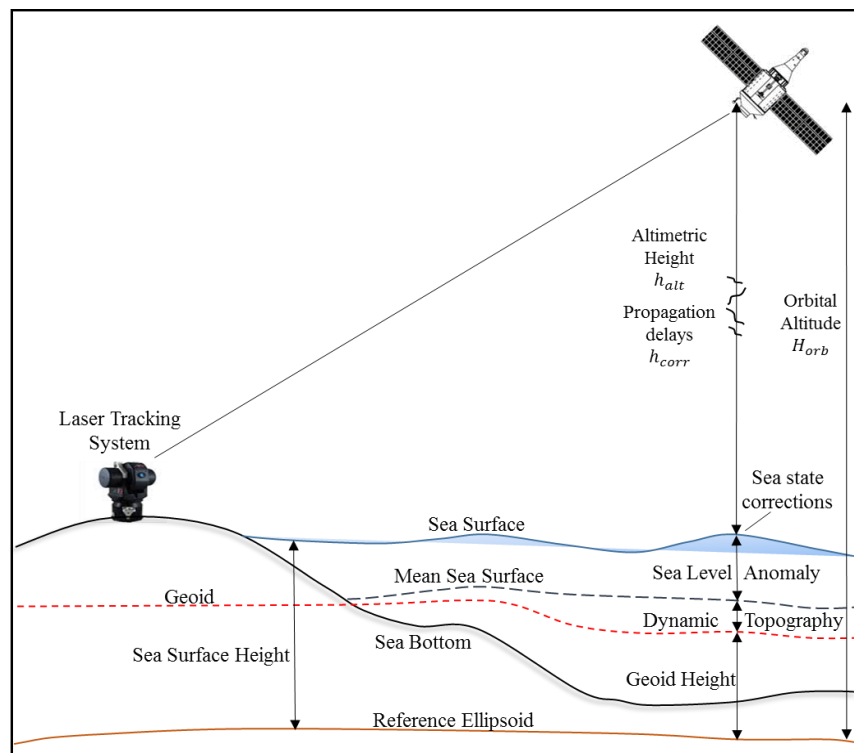 Altimetric
Height
h_alt
Propagation
delays
h_corr
Orbital
Altitude
H_orb
Laser Tracking
System
Sea state
corrections
Sea Surface
Sea Level Anomaly
Mean Sea Surface
Geoid
Dynamic Topography
Sea Bottom
Sea Surface Height
Geoid Height
Reference Ellipsoid